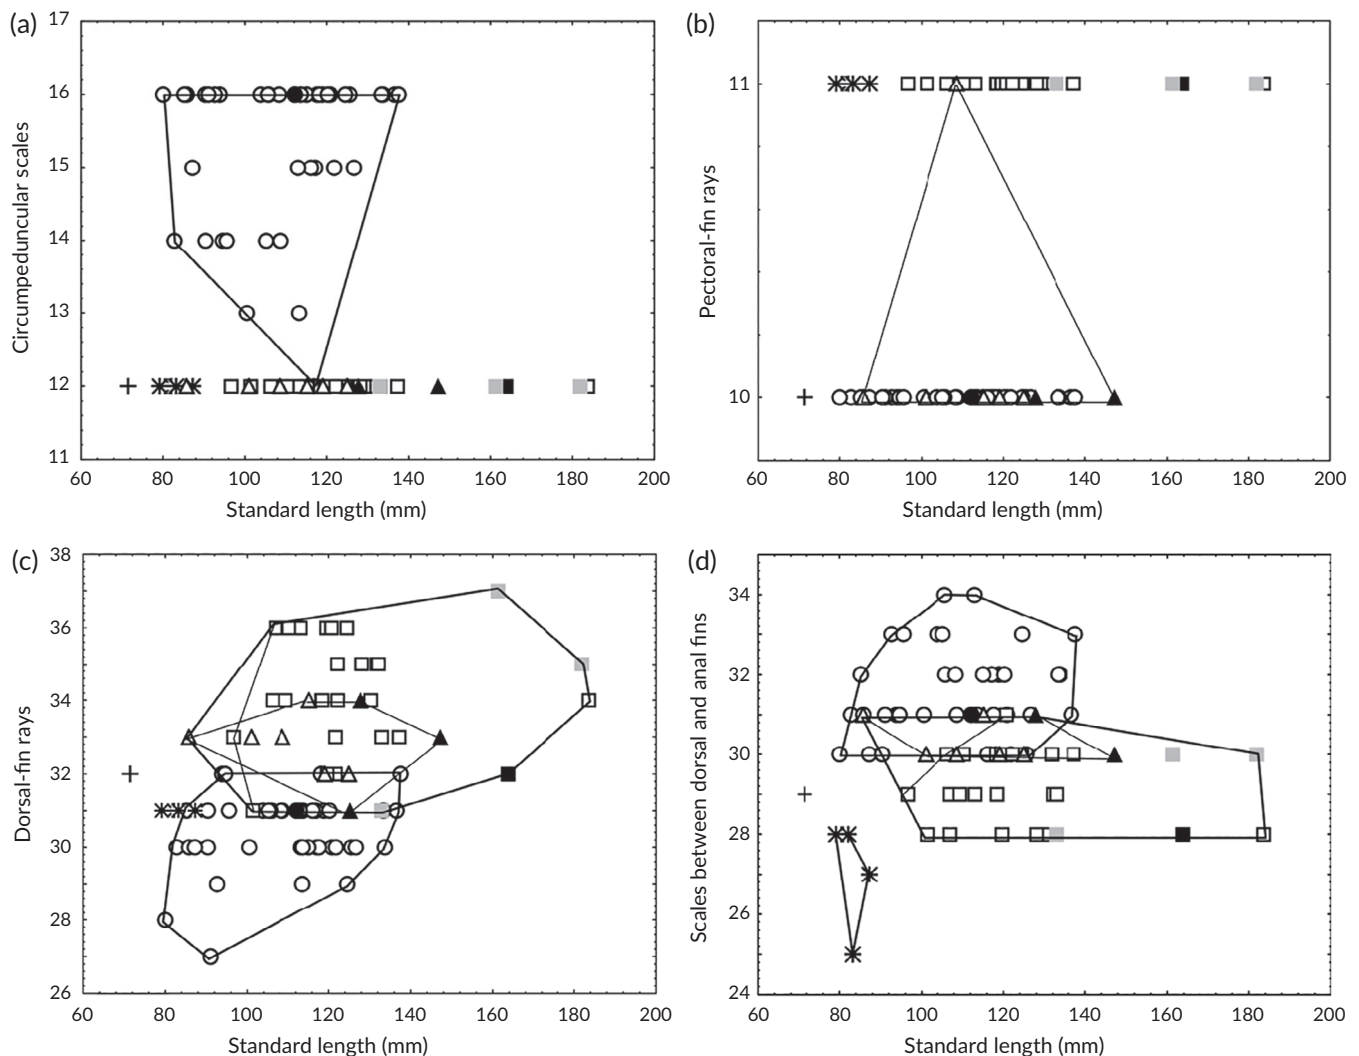 (a)
17
16
15
14
13
12
11
Circumpeduncular scales
60 80 100 120 140 160 180 200
Standard length (mm)
(b)
11
10
Pectoral-fin rays
60 80 100 120 140 160 180 200
Standard length (mm)
(c)
38
36
34
32
30
28
26
Dorsal-fin rays
60 80 100 120 140 160 180 200
Standard length (mm)
(d)
34
32
30
28
26
24
Scales between dorsal and anal fins
60 80 100 120 140 160 180 200
Standard length (mm)